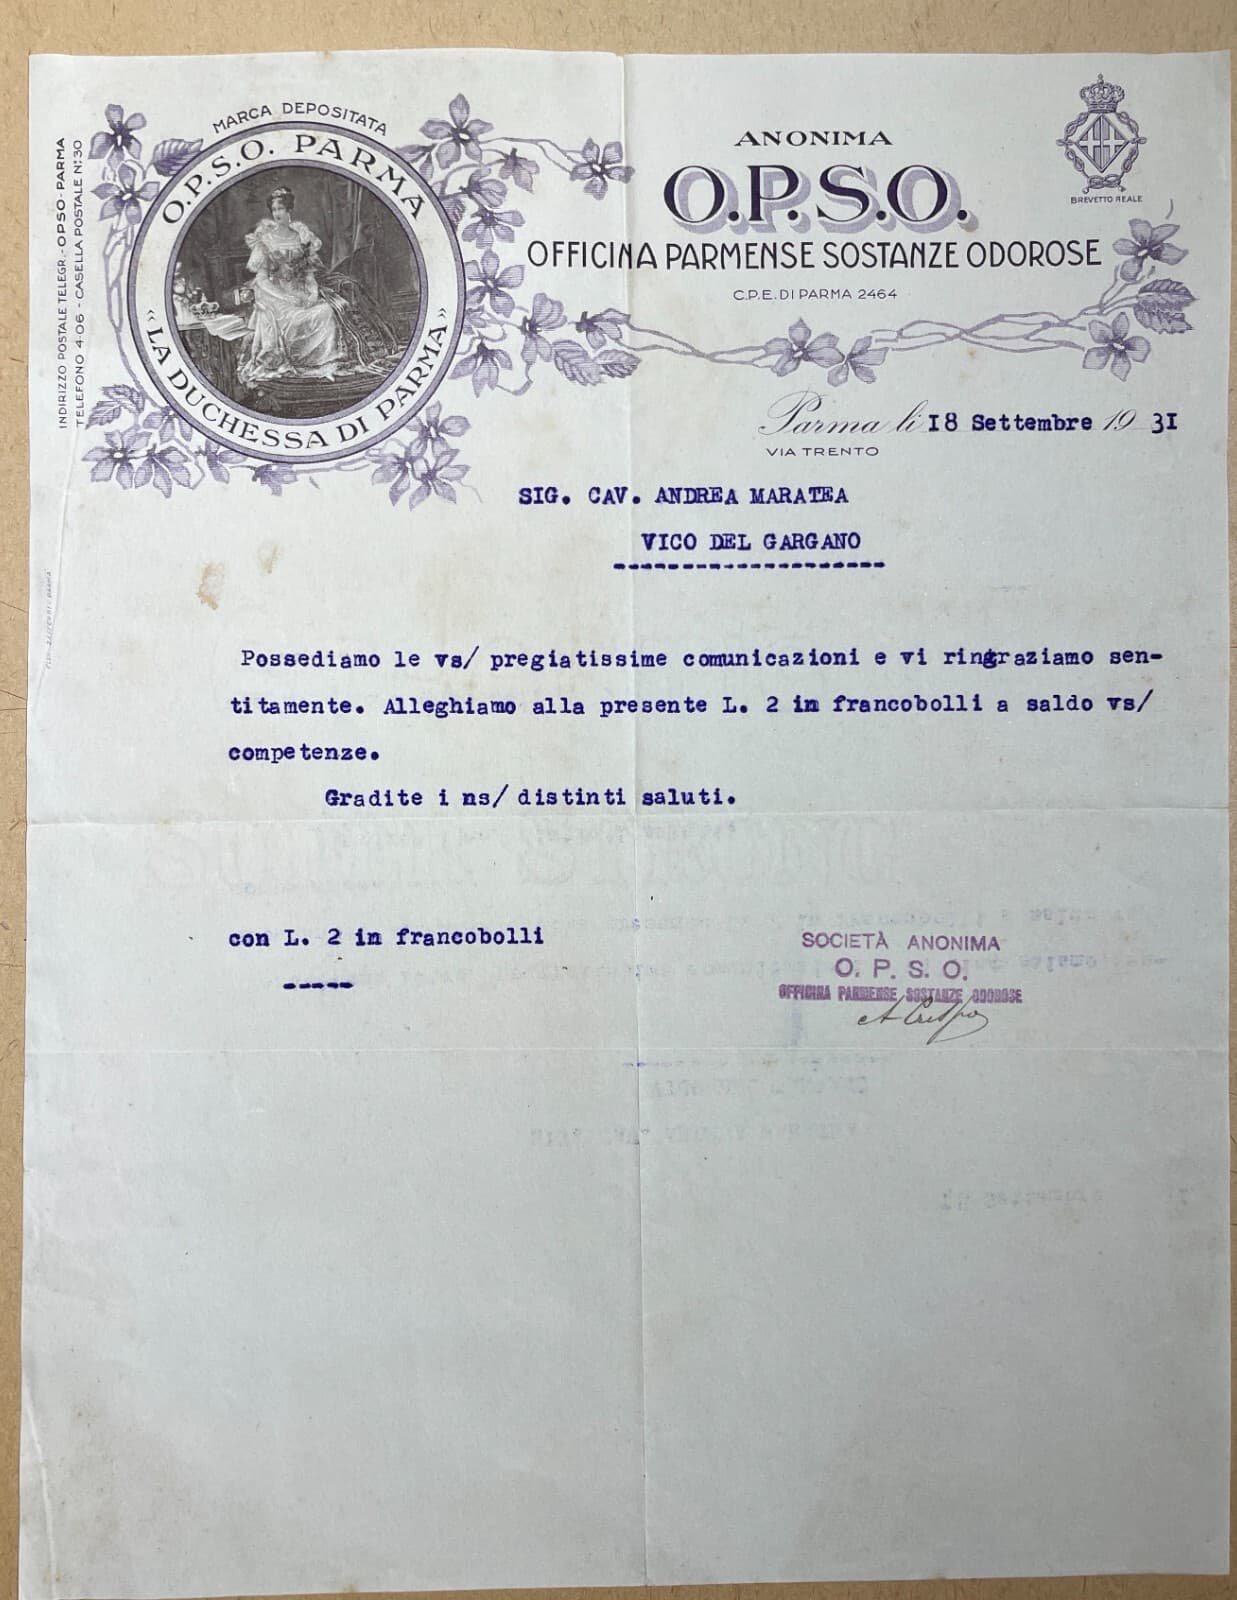 MARCA DEPOSITATA
O.P.S.O. PARMA
"LA DUCHESSA DI PARMA"
INDIRIZZO POSTALE TELEGR. - OPSO - PARMA
TELEFONO 4-06 - CASELLA POSTALE N: 30
ANONIMA
O.P.S.O.
OFFICINA PARMENSE SOSTANZE ODOROSE
C.P.E. DI PARMA 2464
BREVETTO REALE
Parma li 18 Settembre 1931
VIA TRENTO
SIG. CAV. ANDREA MARATEA
VICO DEL GARGANO
Possediamo le vs/ pregiatissime comunicazioni e vi ringraziamo sen-
titamente. Alleghiamo alla presente L. 2 in francobolli a saldo vs/
competenze.
Gradite i ns/ distinti saluti.
con L. 2 in francobolli
SOCIETÀ ANONIMA
O. P. S. O.
OFFICINA PARMENSE SOSTANZE ODOROSE